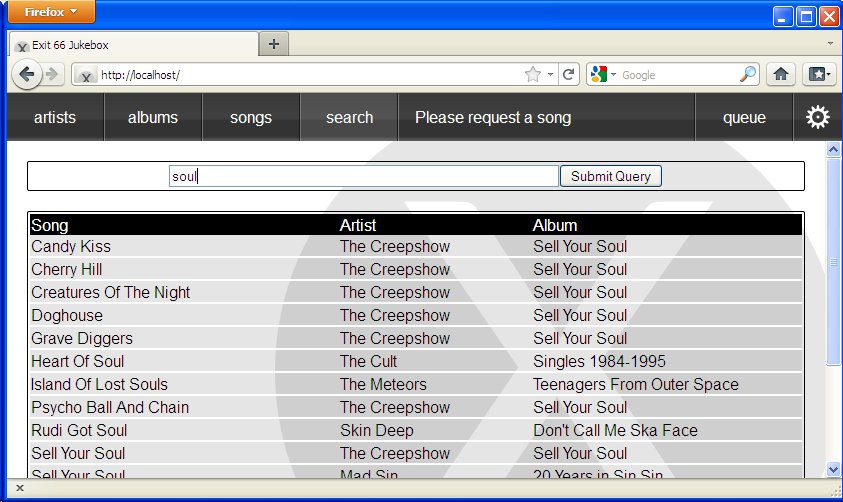 Firefox
Exit 66 Jukebox
http://localhost/ Google
artists albums songs search Please request a song queue
soul Submit Query
Song Artist Album
Candy Kiss The Creepshow Sell Your Soul
Cherry Hill The Creepshow Sell Your Soul
Creatures Of The Night The Creepshow Sell Your Soul
Doghouse The Creepshow Sell Your Soul
Grave Diggers The Creepshow Sell Your Soul
Heart Of Soul The Cult Singles 1984-1995
Island Of Lost Souls The Meteors Teenagers From Outer Space
Psycho Ball And Chain The Creepshow Sell Your Soul
Rudi Got Soul Skin Deep Don't Call Me Ska Face
Sell Your Soul The Creepshow Sell Your Soul
Sell Your Soul Mad Sin 20 Years in Sin Sin